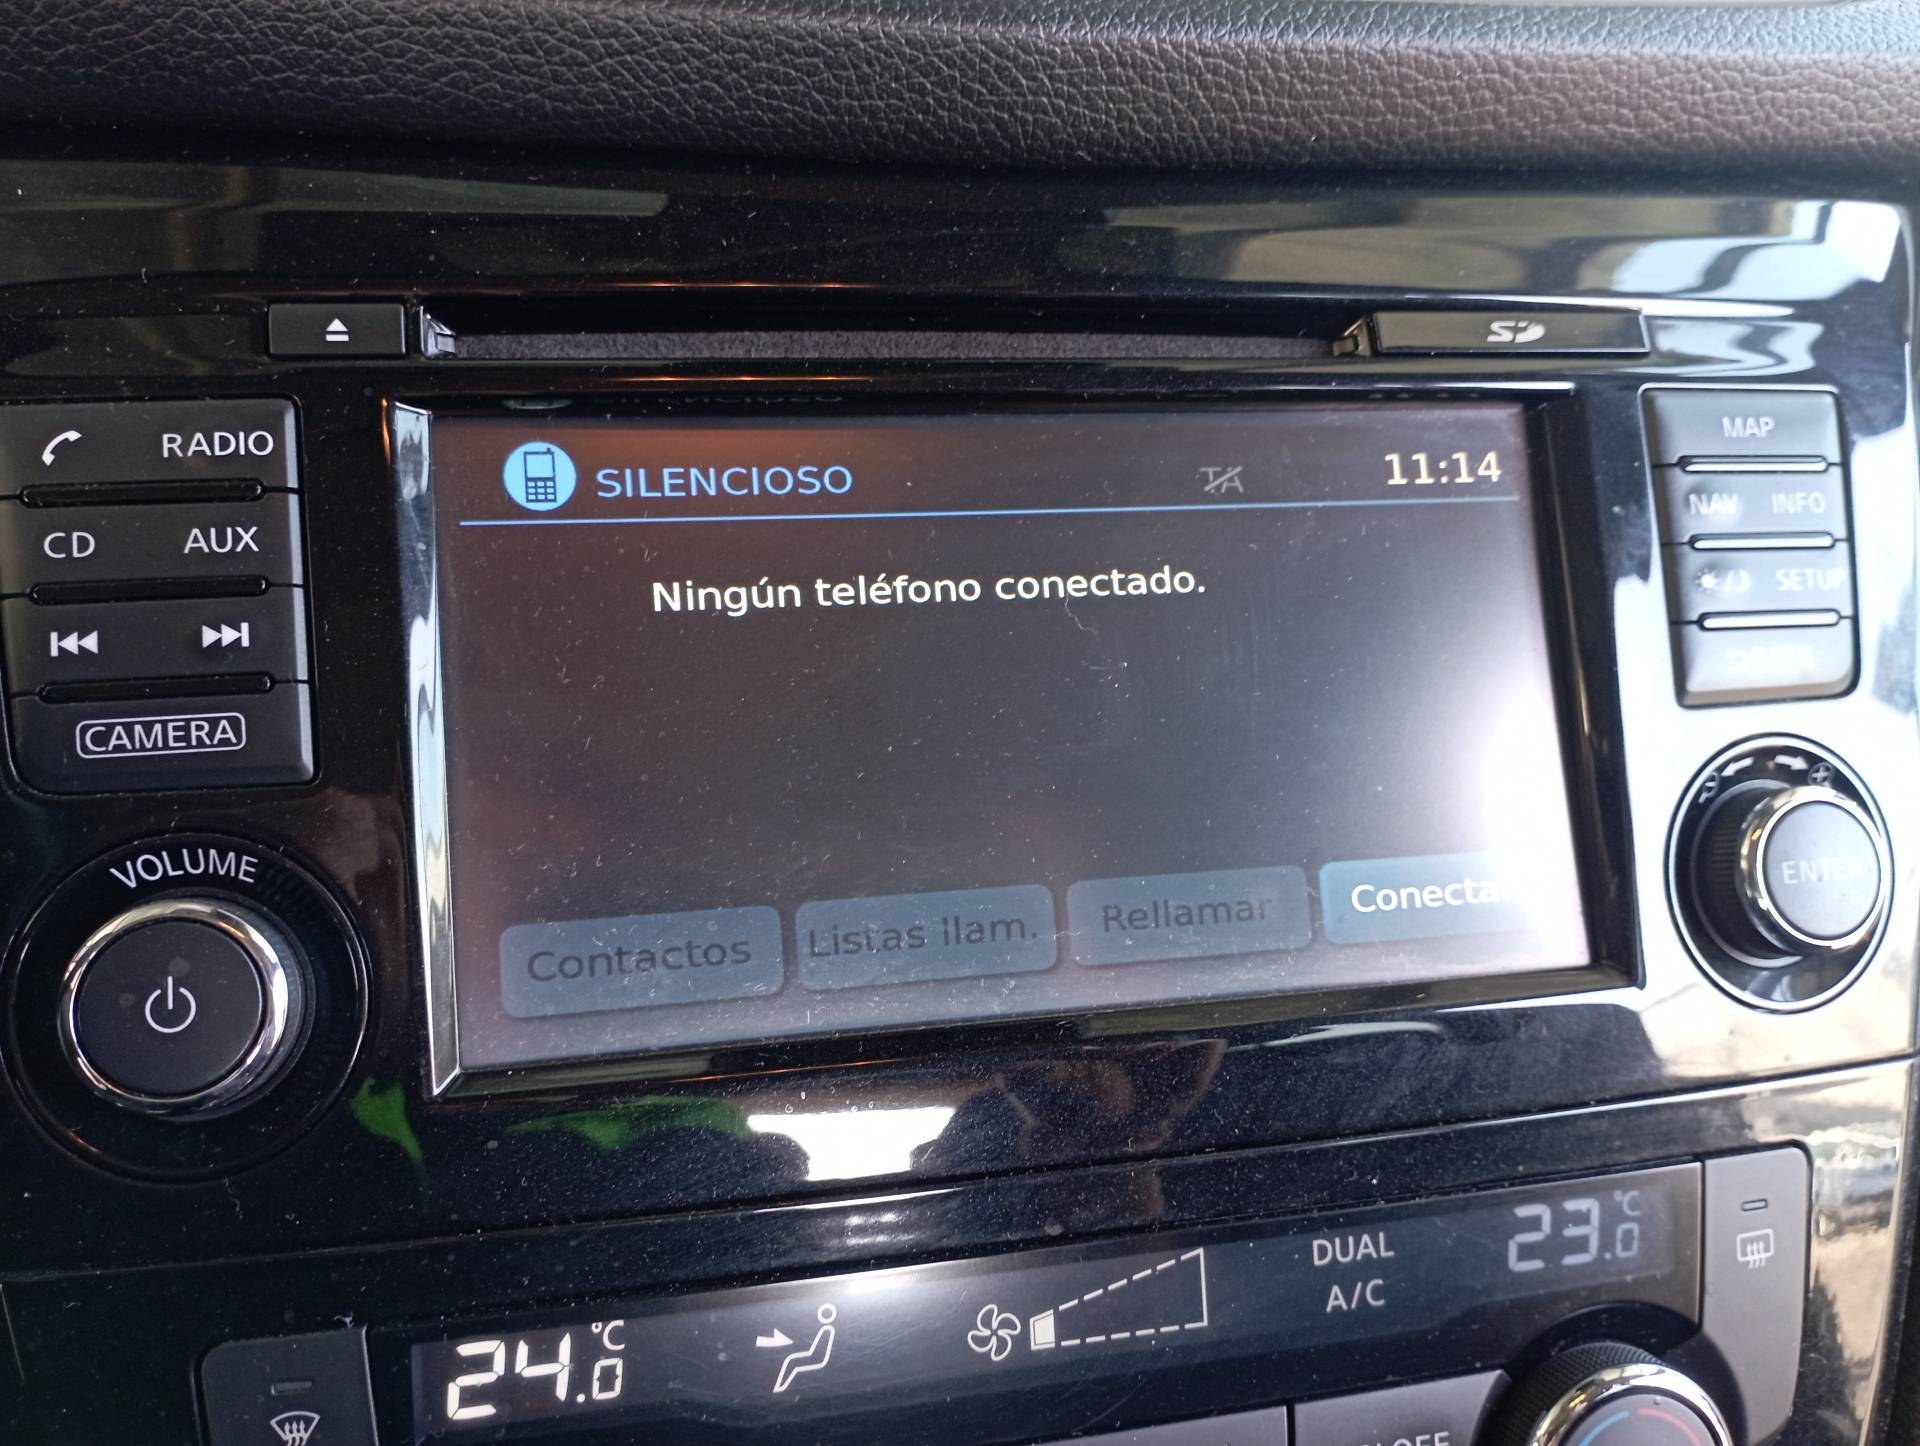 SD
RADIO
CD AUX
CAMERA
VOLUME
SILENCIOSO TA 11:14
Ningún teléfono conectado.
Contactos Listas llam. Rellamar
MAP
NAV INFO
SETUP
ENTER
24.0 °C
DUAL
A/C
23.0 °C